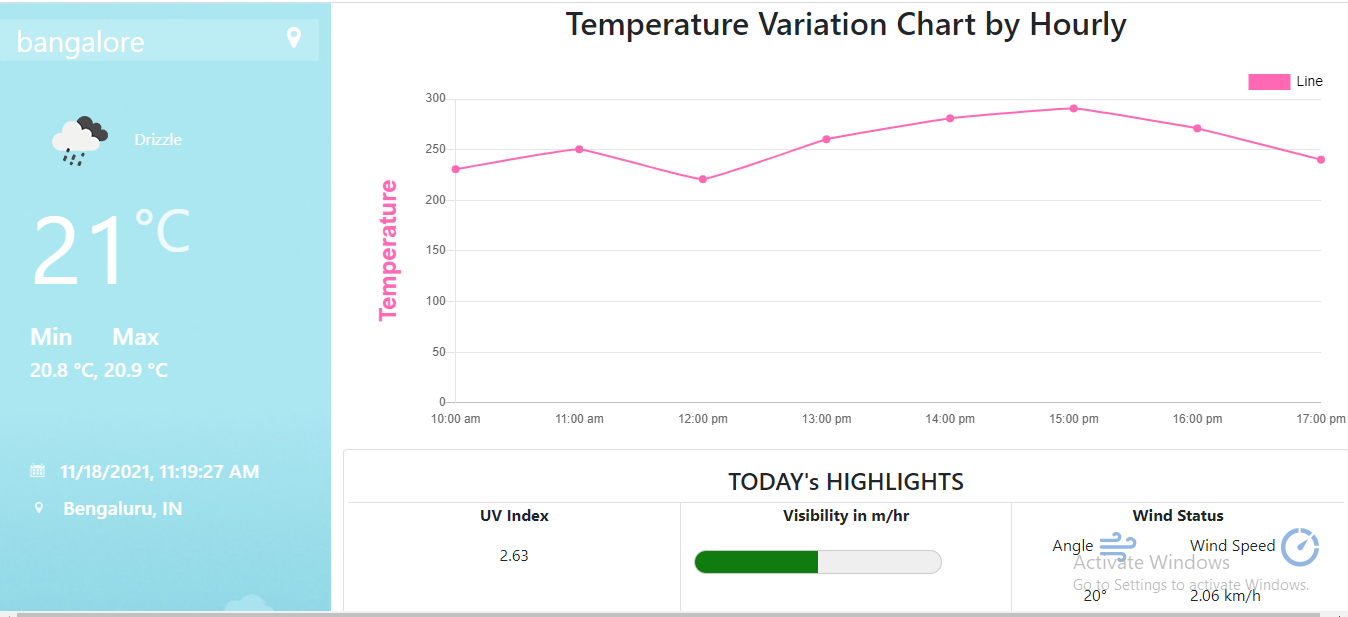 bangalore
Drizzle
21°C
Min Max
20.8 °C, 20.9 °C
11/18/2021, 11:19:27 AM
Bengaluru, IN
Temperature Variation Chart by Hourly
Line
Temperature
300
250
200
150
100
50
0
10:00 am 11:00 am 12:00 pm 13:00 pm 14:00 pm 15:00 pm 16:00 pm 17:00 pm
TODAY's HIGHLIGHTS
UV Index Visibility in m/hr Wind Status
2.63
Angle Wind Speed
20° 2.06 km/h
Activate Windows
Go to Settings to activate Windows.